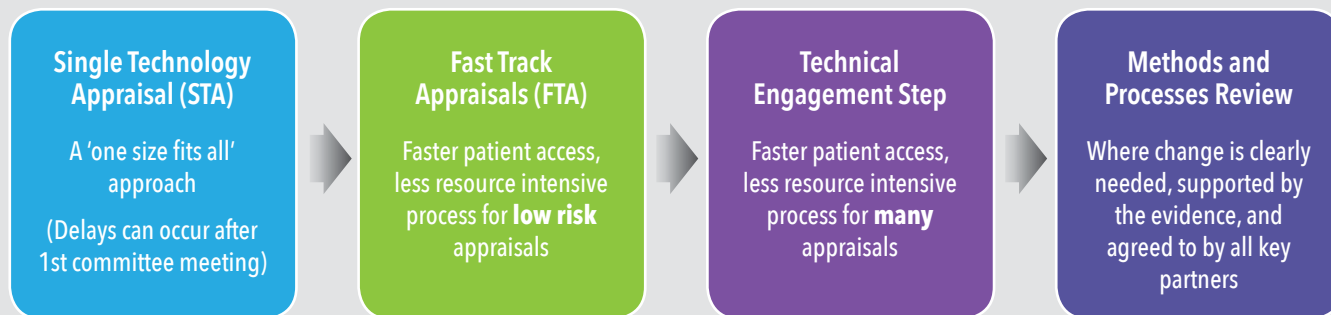 Single Technology
Appraisal (STA)
A ‘one size fits all’
approach
(Delays can occur after
1st committee meeting)
Fast Track
Appraisals (FTA)
Faster patient access,
less resource intensive
process for low risk
appraisals
Technical
Engagement Step
Faster patient access,
less resource intensive
process for many
appraisals
Methods and
Processes Review
Where change is clearly
needed, supported by
the evidence, and
agreed to by all key
partners